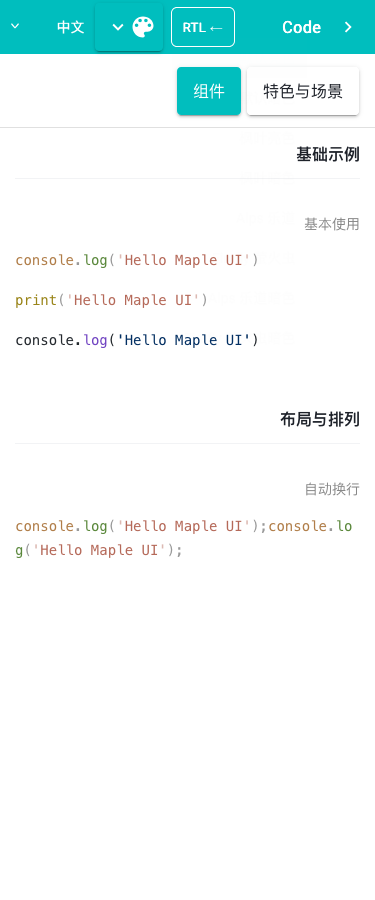 Code
RTL ←
中文
特色与场景
组件
基础示例
基本使用
console.log('Hello Maple UI')
print('Hello Maple UI')
console.log('Hello Maple UI')
布局与排列
自动换行
console.log('Hello Maple UI');console.lo
g('Hello Maple UI');